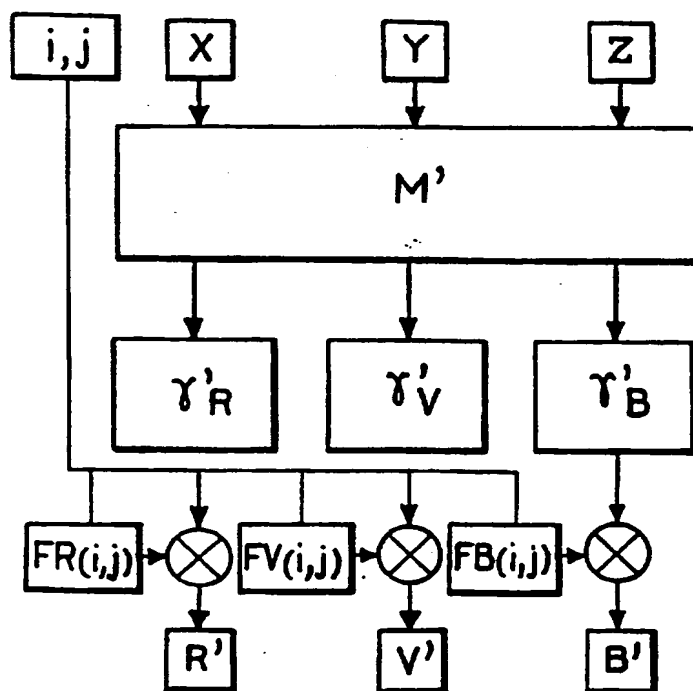 i,j X Y Z
M'
γ'R γ'V γ'B
FR(i,j) FV(i,j) FB(i,j)
R' V' B'